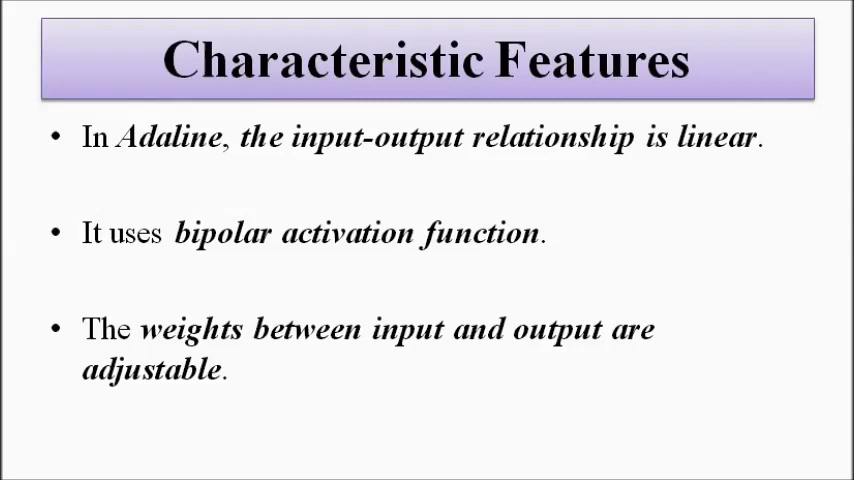 Characteristic Features
• In Adaline, the input-output relationship is linear.
• It uses bipolar activation function.
• The weights between input and output are
adjustable.